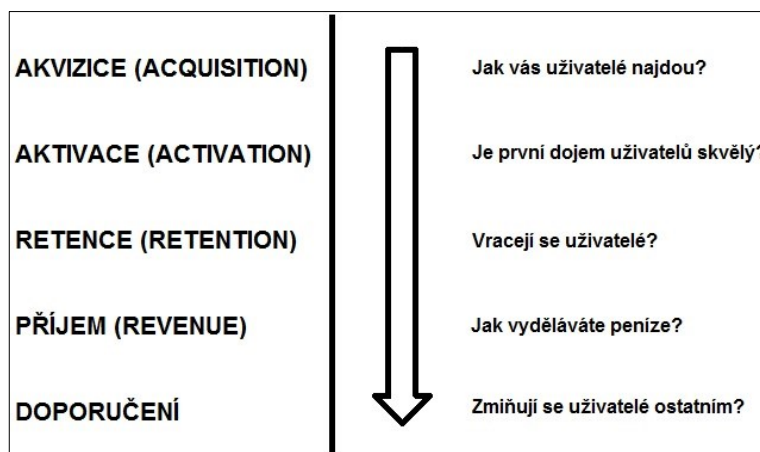 AKVIZICE (ACQUISITION)
Jak vás uživatelé najdou?
AKTIVACE (ACTIVATION)
Je první dojem uživatelů skvělý?
RETENCE (RETENTION)
Vracejí se uživatelé?
PŘÍJEM (REVENUE)
Jak vyděláváte peníze?
DOPORUČENÍ
Zmiňují se uživatelé ostatním?